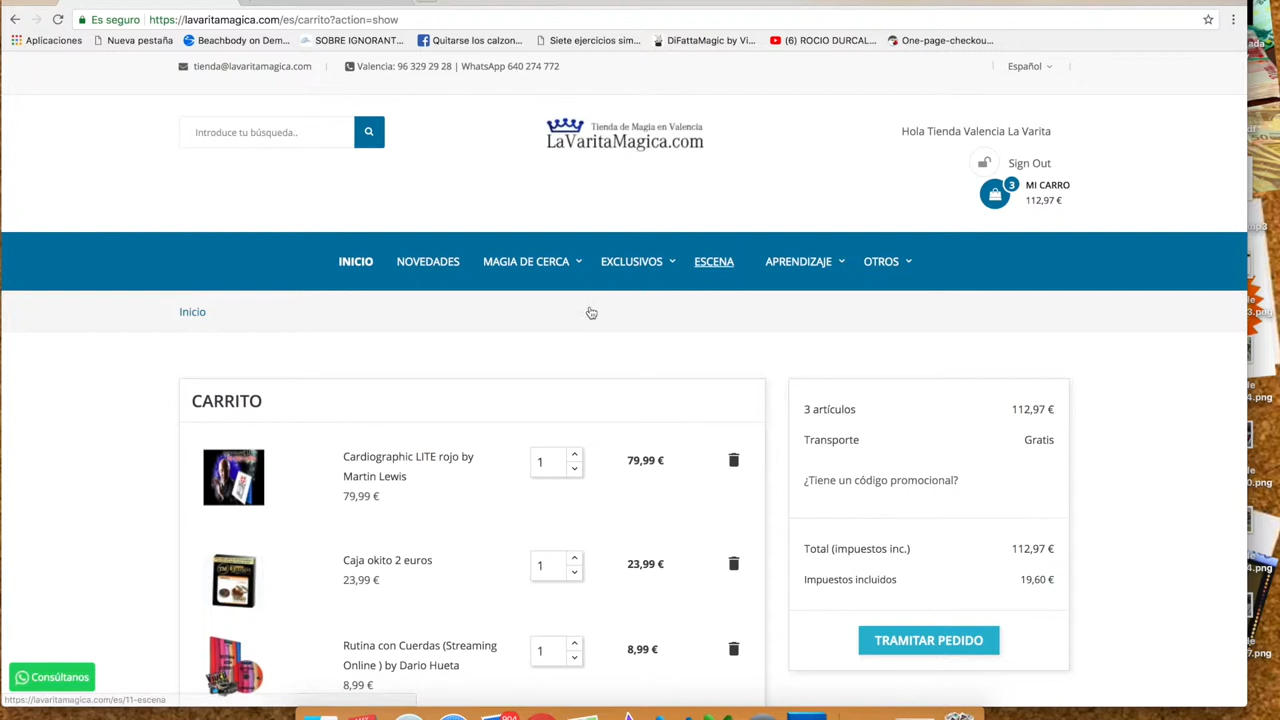 Es seguro https://lavaritamagica.com/es/carrito?action=show
Aplicaciones Nueva pestaña Beachbody on Dem... SOBRE IGNORANT... Quitarse los calzon... Siete ejercicios sim... DiFattaMagic by Vi... (6) ROCIO DURCAL... One-page-checkou...
tienda@lavaritamagica.com Valencia: 96 329 29 28 | WhatsApp 640 274 772 Español
Introduce tu búsqueda..
Tienda de Magia en Valencia
LaVaritaMagica.com
Hola Tienda Valencia La Varita
Sign Out
3 MI CARRO
112,97 €
INICIO NOVEDADES MAGIA DE CERCA EXCLUSIVOS ESCENA APRENDIZAJE OTROS
Inicio
CARRITO
Cardiographic LITE rojo by
Martin Lewis
79,99 €
1 79,99 €
Caja okito 2 euros
23,99 €
1 23,99 €
Rutina con Cuerdas (Streaming
Online ) by Dario Hueta
8,99 €
1 8,99 €
3 artículos 112,97 €
Transporte Gratis
¿Tiene un código promocional?
Total (impuestos inc.) 112,97 €
Impuestos incluidos 19,60 €
TRAMITAR PEDIDO
Consúltanos
https://lavaritamagica.com/es/11-escena
904